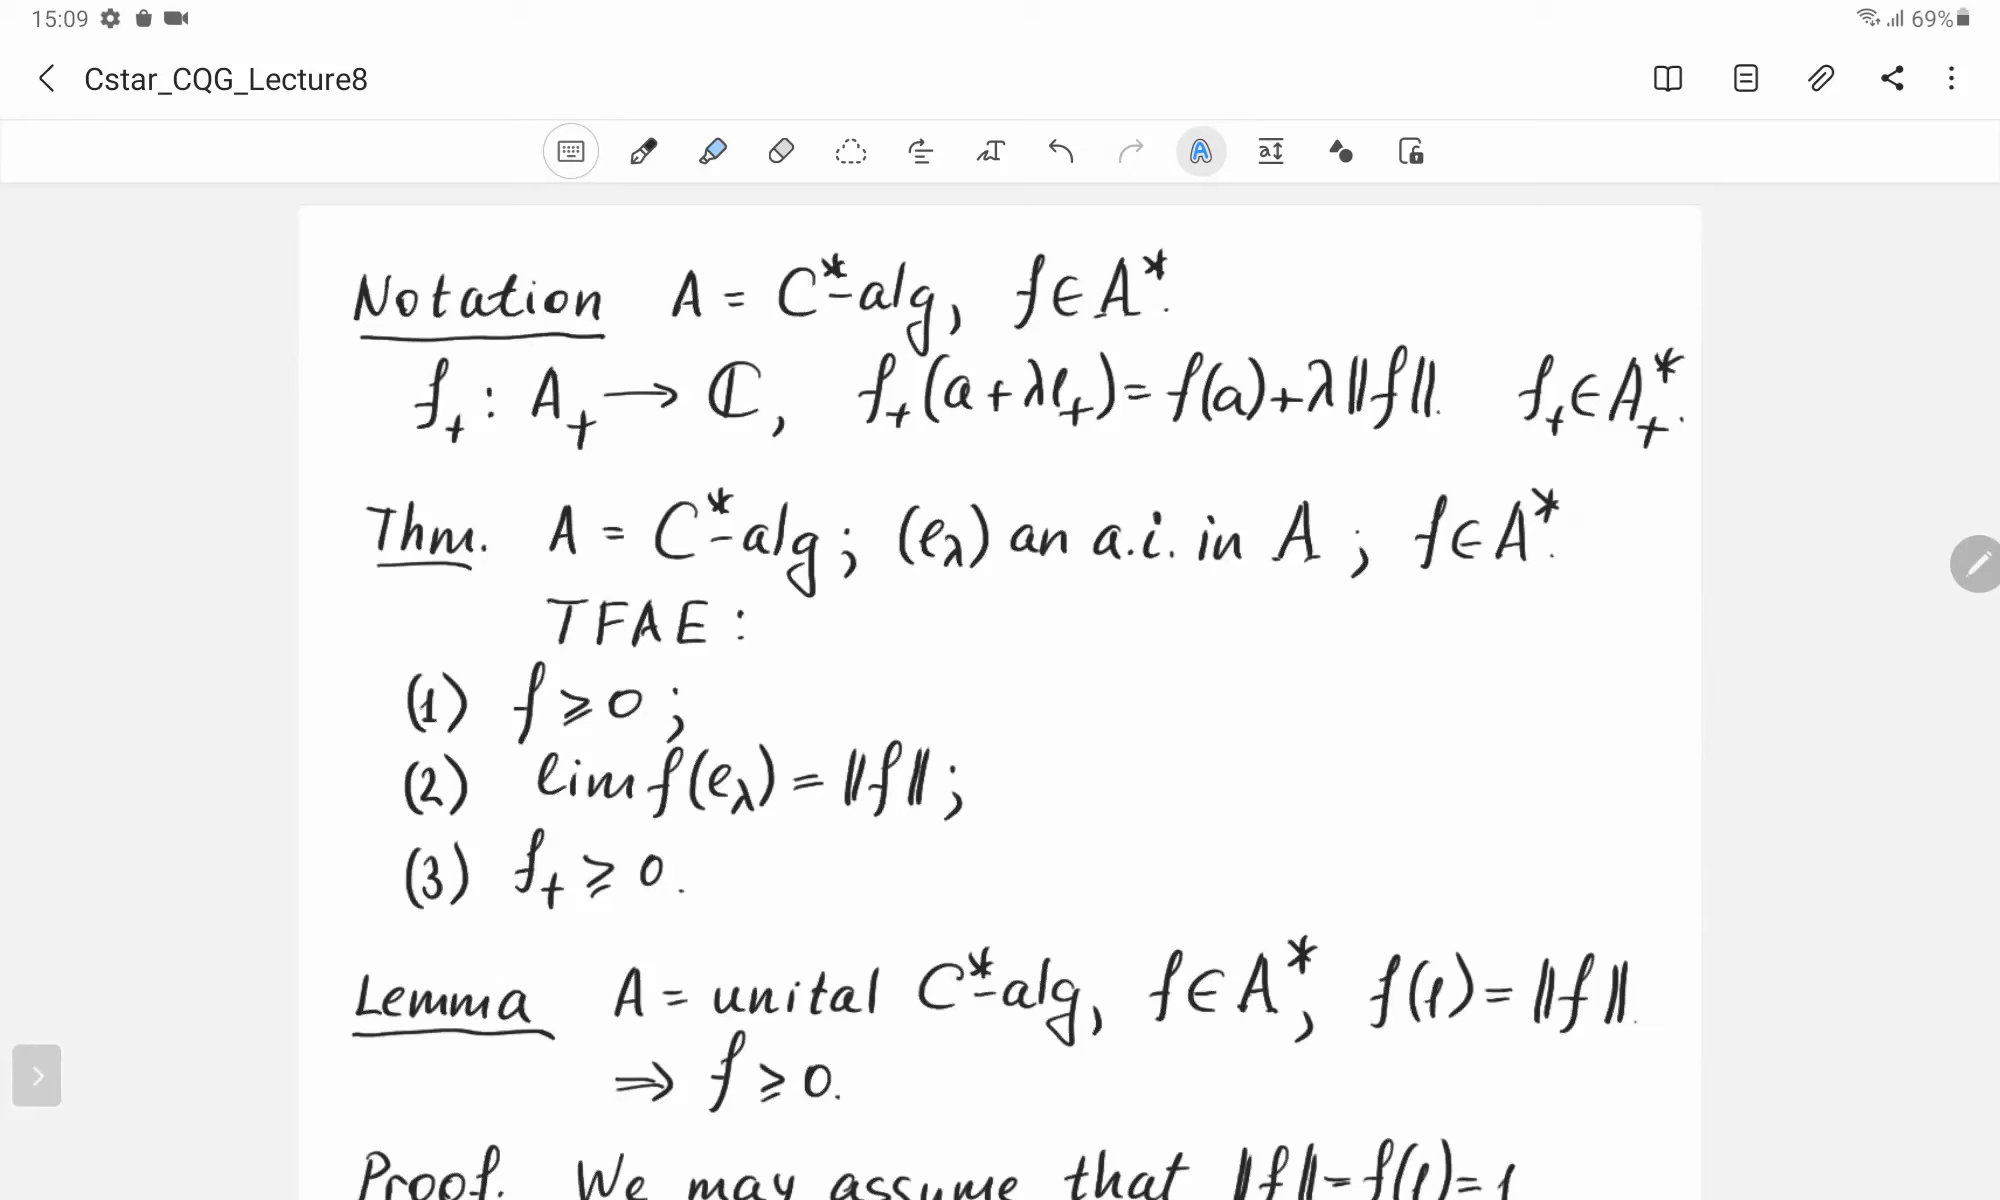 15:09 69%
Cstar_CQG_Lecture8
Notation A = C*-alg, f∈A*.
f₊ : A₊ → ℂ, f₊(a+λ1₊) = f(a)+λ‖f‖. f₊∈A₊*.
Thm. A = C*-alg; (e_λ) an a.i. in A; f∈A*.
TFAE:
(1) f ⩾ 0;
(2) lim f(e_λ) = ‖f‖;
(3) f₊ ⩾ 0.
Lemma A = unital C*-alg, f∈A*, f(1) = ‖f‖.
⇒ f ⩾ 0.
Proof. We may assume that ‖f‖=f(1)=1